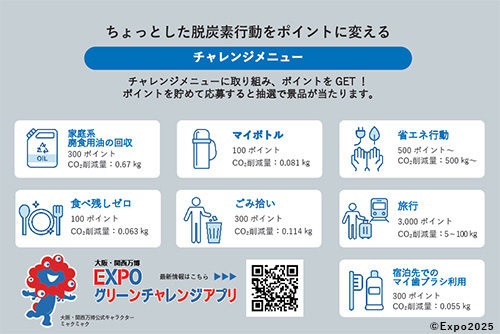 ちょっとした脱炭素行動をポイントに変える
チャレンジメニュー
チャレンジメニューに取り組み、ポイントをGET！
ポイントを貯めて応募すると抽選で景品が当たります。
OIL
家庭系
廃食用油の回収
300 ポイント
CO₂削減量：0.67 kg
マイボトル
100 ポイント
CO₂削減量：0.081 kg
省エネ行動
500 ポイント～
CO₂削減量：500 kg～
食べ残しゼロ
100 ポイント
CO₂削減量：0.063 kg
ごみ拾い
300 ポイント
CO₂削減量：0.114 kg
旅行
3,000 ポイント
CO₂削減量：5～100 kg
宿泊先での
マイ歯ブラシ利用
300 ポイント
CO₂削減量：0.055 kg
大阪・関西万博
EXPO
グリーンチャレンジアプリ
最新情報はこちら ▶▶▶
大阪・関西万博公式キャラクター
ミャクミャク
©Expo2025